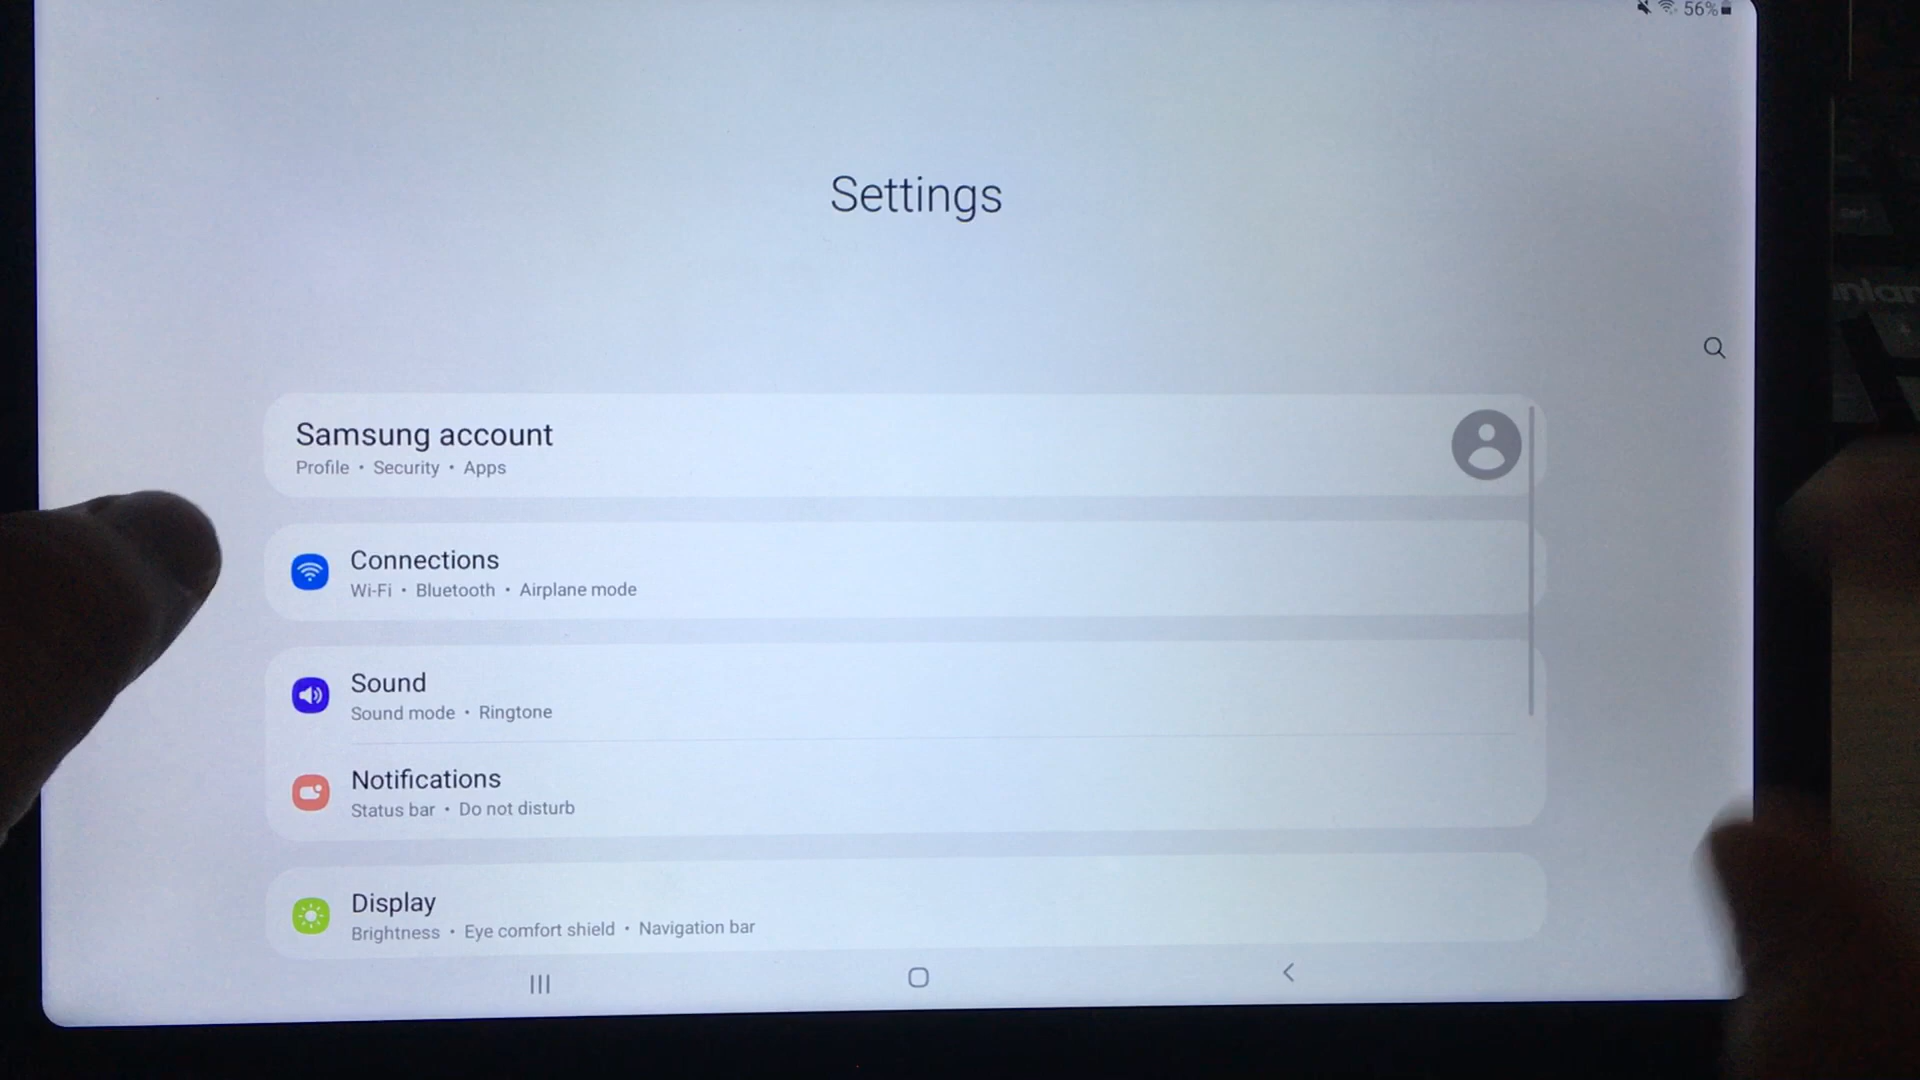 56%
Settings
Samsung account
Profile • Security • Apps
Connections
Wi-Fi • Bluetooth • Airplane mode
Sound
Sound mode • Ringtone
Notifications
Status bar • Do not disturb
Display
Brightness • Eye comfort shield • Navigation bar